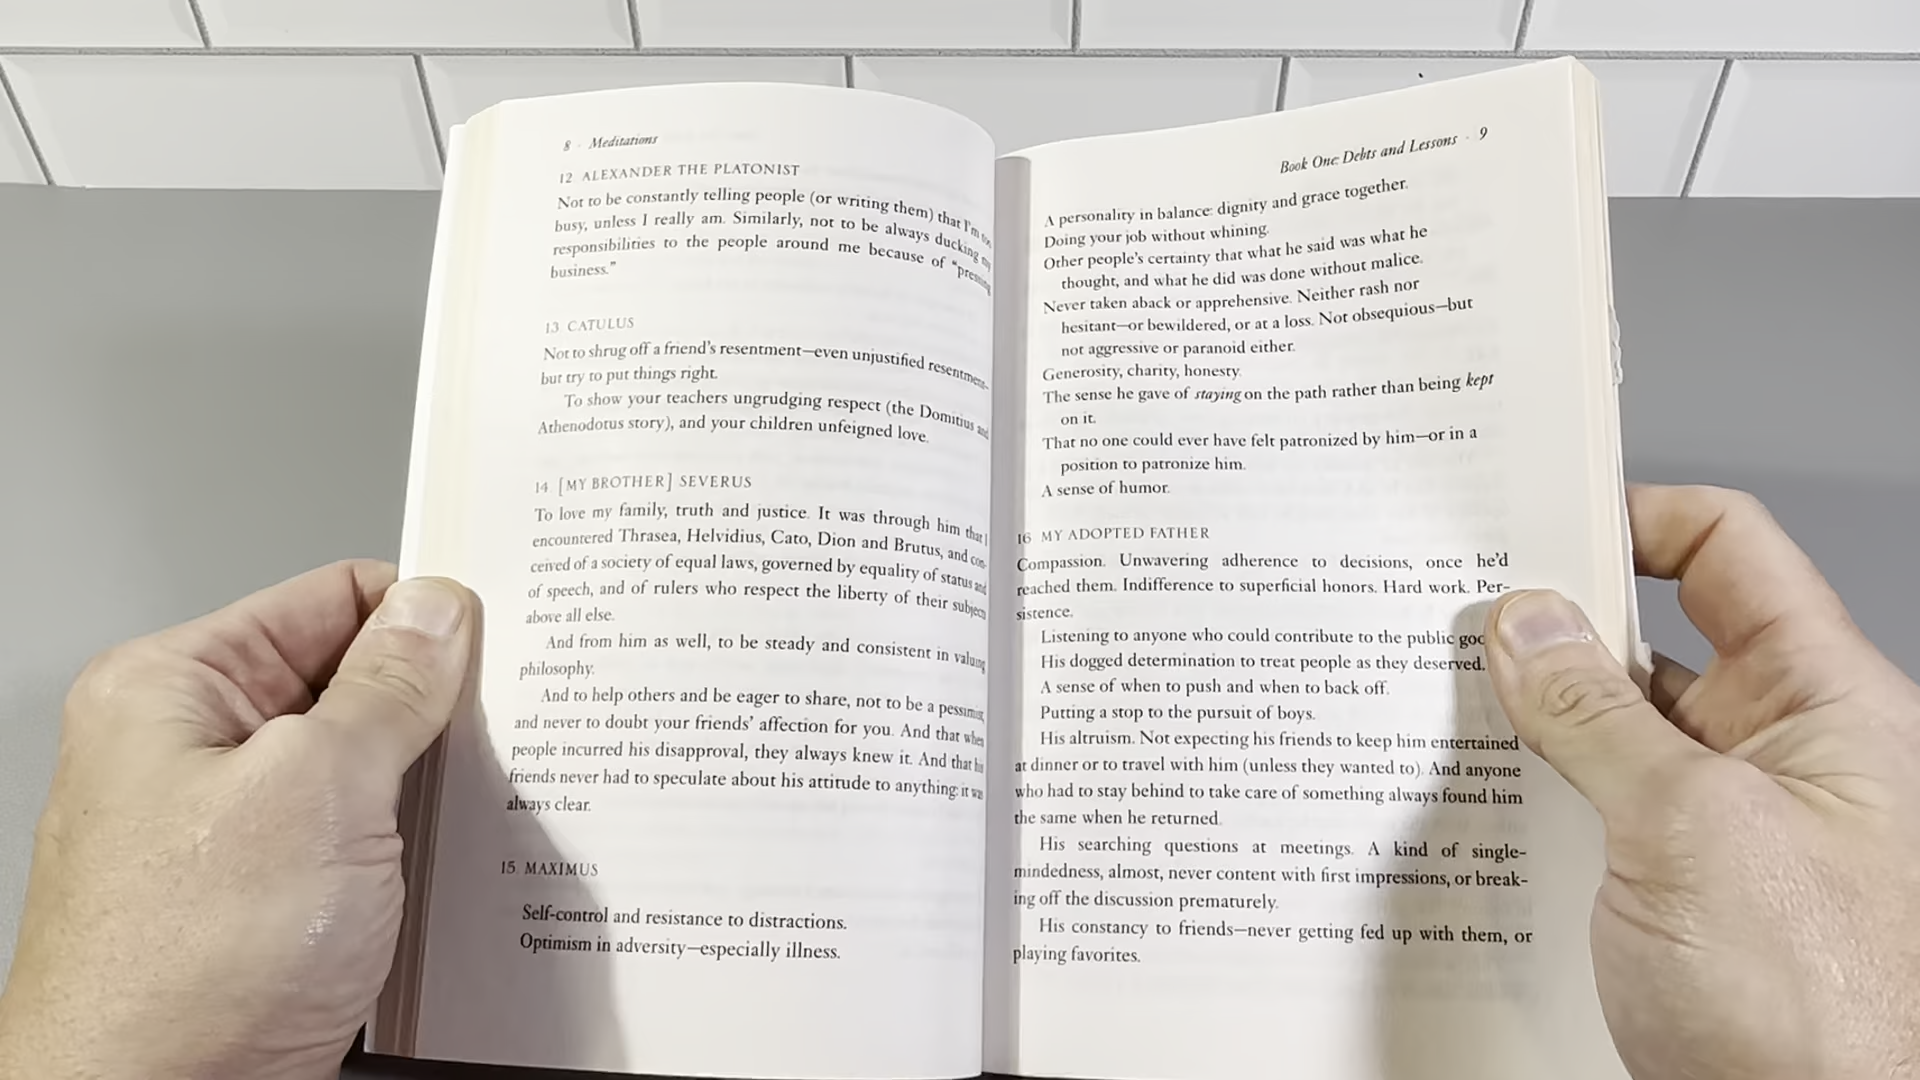 8 · Meditations
12 ALEXANDER THE PLATONIST
Not to be constantly telling people (or writing them) that I'm too
busy, unless I really am. Similarly, not to be always ducking my
responsibilities to the people around me because of "pressing
business."
13 CATULUS
Not to shrug off a friend's resentment—even unjustified resentment—
but try to put things right.
To show your teachers ungrudging respect (the Domitius and
Athenodotus story), and your children unfeigned love.
14 [MY BROTHER] SEVERUS
To love my family, truth and justice. It was through him that I
encountered Thrasea, Helvidius, Cato, Dion and Brutus, and con-
ceived of a society of equal laws, governed by equality of status and
of speech, and of rulers who respect the liberty of their subjects
above all else.
And from him as well, to be steady and consistent in valuing
philosophy.
And to help others and be eager to share, not to be a pessimist,
and never to doubt your friends' affection for you. And that when
people incurred his disapproval, they always knew it. And that his
friends never had to speculate about his attitude to anything: it was
always clear.
15 MAXIMUS
Self-control and resistance to distractions.
Optimism in adversity—especially illness.
Book One: Debts and Lessons · 9
A personality in balance: dignity and grace together.
Doing your job without whining.
Other people's certainty that what he said was what he
thought, and what he did was done without malice.
Never taken aback or apprehensive. Neither rash nor
hesitant—or bewildered, or at a loss. Not obsequious—but
not aggressive or paranoid either.
Generosity, charity, honesty.
The sense he gave of staying on the path rather than being kept
on it.
That no one could ever have felt patronized by him—or in a
position to patronize him.
A sense of humor.
16 MY ADOPTED FATHER
Compassion. Unwavering adherence to decisions, once he'd
reached them. Indifference to superficial honors. Hard work. Per-
sistence.
Listening to anyone who could contribute to the public
His dogged determination to treat people as they deserved.
A sense of when to push and when to back off.
Putting a stop to the pursuit of boys.
His altruism. Not expecting his friends to keep him entertained
at dinner or to travel with him (unless they wanted to). And anyone
who had to stay behind to take care of something always found him
the same when he returned.
His searching questions at meetings. A kind of single-
mindedness, almost, never content with first impressions, or break-
ing off the discussion prematurely.
His constancy to friends—never getting fed up with them, or
playing favorites.